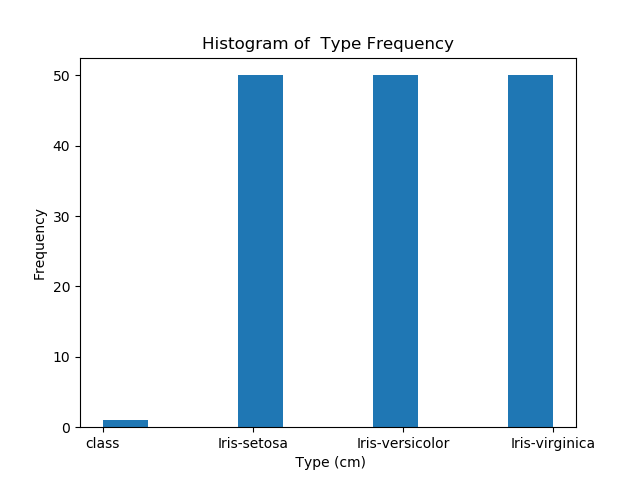 Histogram of  Type Frequency
50
40
30
20
10
0
Frequency
class Iris-setosa Iris-versicolor Iris-virginica
Type (cm)